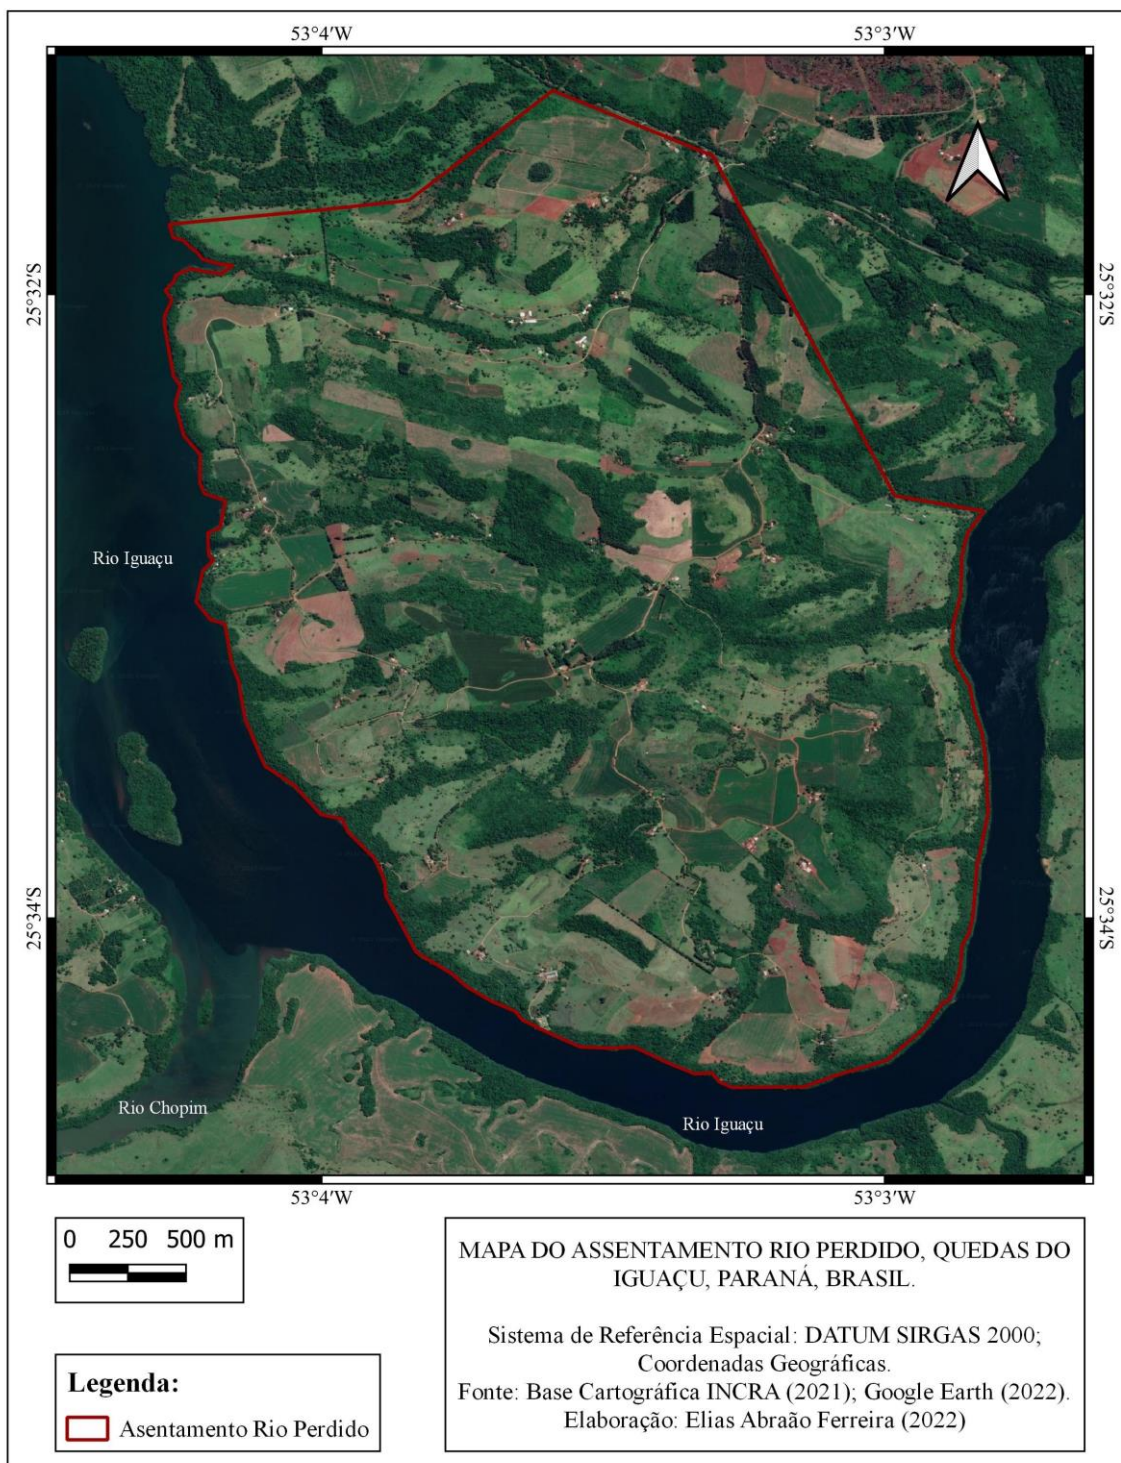 53°4'W
53°3'W
25°32'S
25°32'S
Rio Iguaçu
25°34'S
25°34'S
Rio Chopim
Rio Iguaçu
53°4'W
53°3'W
0 250 500 m
MAPA DO ASSENTAMENTO RIO PERDIDO, QUEDAS DO
IGUAÇU, PARANÁ, BRASIL.
Sistema de Referência Espacial: DATUM SIRGAS 2000;
Coordenadas Geográficas.
Fonte: Base Cartográfica INCRA (2021); Google Earth (2022).
Elaboração: Elias Abraão Ferreira (2022)
Legenda:
Asentamento Rio Perdido